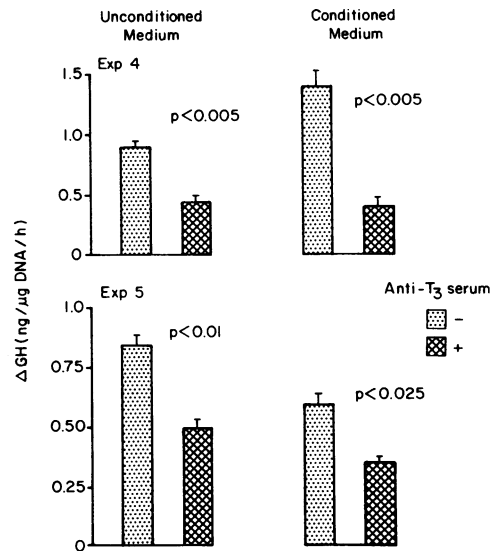 Unconditioned
Medium
Conditioned
Medium
Exp 4
1.5
1.0
0.5
0
p<0.005
p<0.005
Δ GH (ng/μg DNA/h)
Exp 5
1.0
0.75
0.50
0.25
0
p<0.01
p<0.025
Anti-T3 serum
-
+